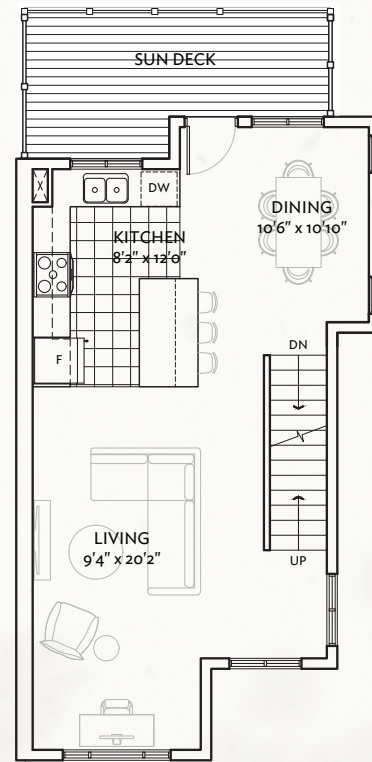 SUN DECK
X
DW
DINING
10'6" x 10'10"
KITCHEN
8'2" x 12'0"
F
DN
LIVING
9'4" x 20'2"
UP